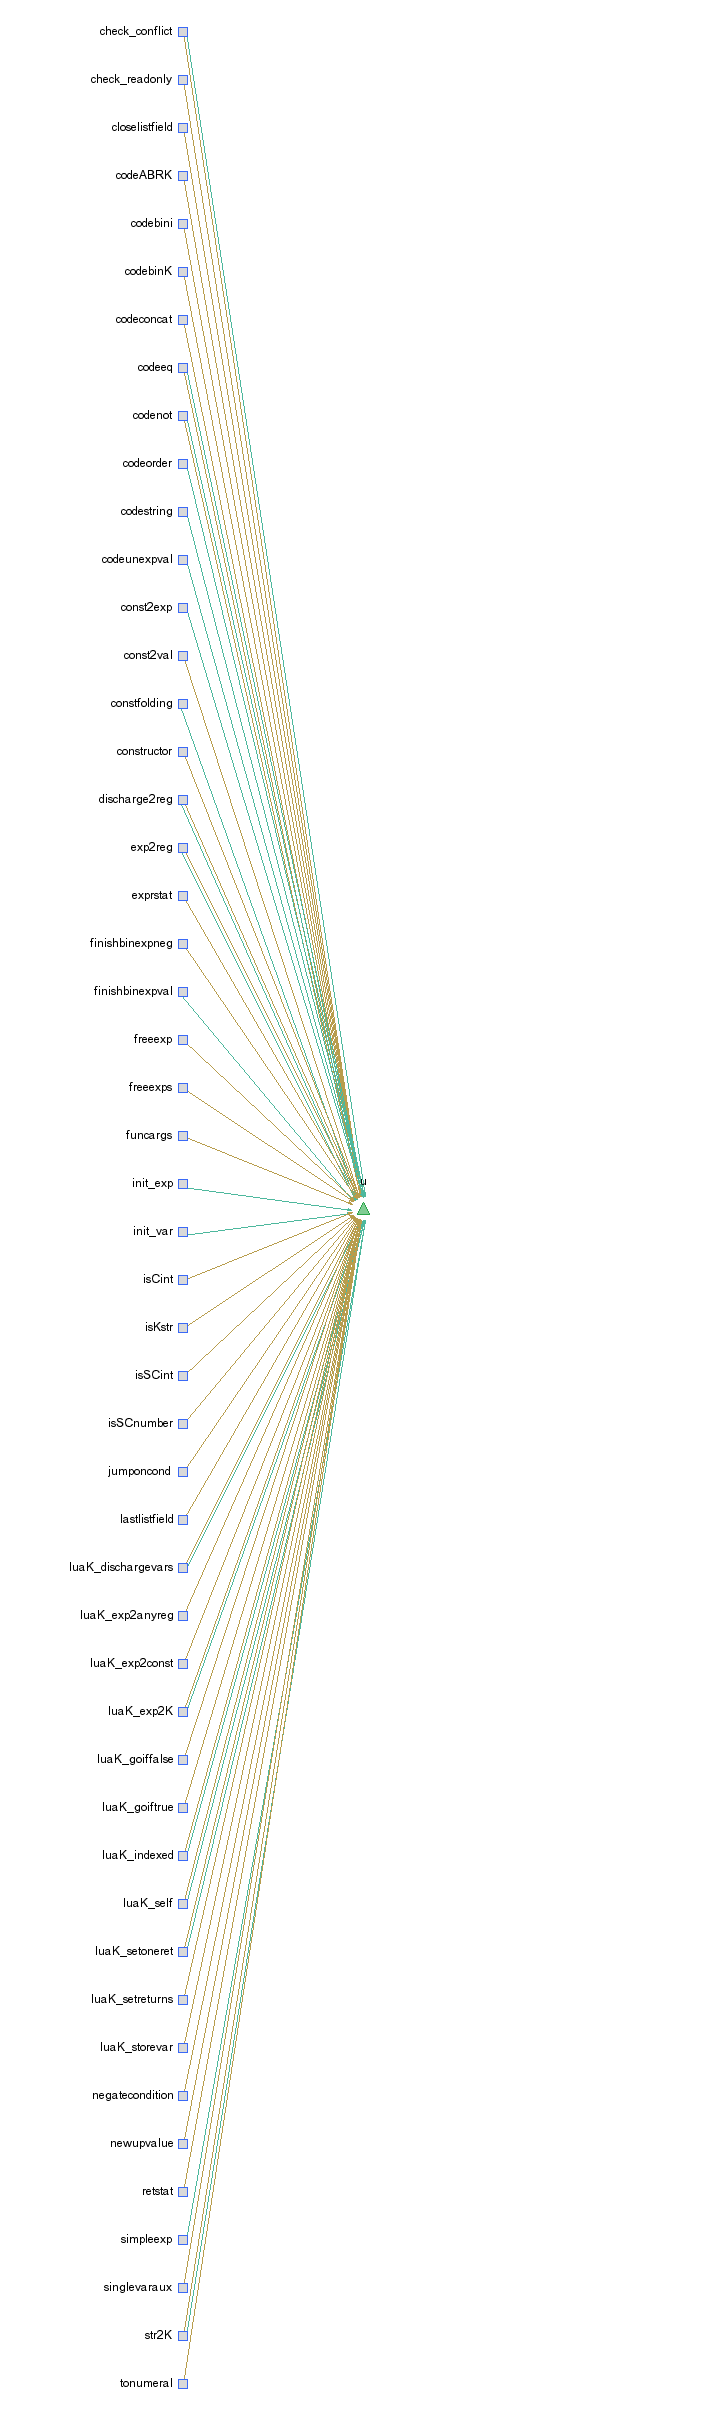 check_conflict
check_readonly
closelistfield
codeABRK
codebini
codebinK
codeconcat
codeeq
codenot
codeorder
codestring
codeunexpval
const2exp
const2val
constfolding
constructor
discharge2reg
exp2reg
exprstat
finishbinexpneg
finishbinexpval
freeexp
freeexps
funcargs
init_exp
u
init_var
isCint
isKstr
isSCint
isSCnumber
jumponcond
lastlistfield
luaK_dischargevars
luaK_exp2anyreg
luaK_exp2const
luaK_exp2K
luaK_goiffalse
luaK_goiftrue
luaK_indexed
luaK_self
luaK_setoneret
luaK_setreturns
luaK_storevar
negatecondition
newupvalue
retstat
simpleexp
singlevaraux
str2K
tonumeral